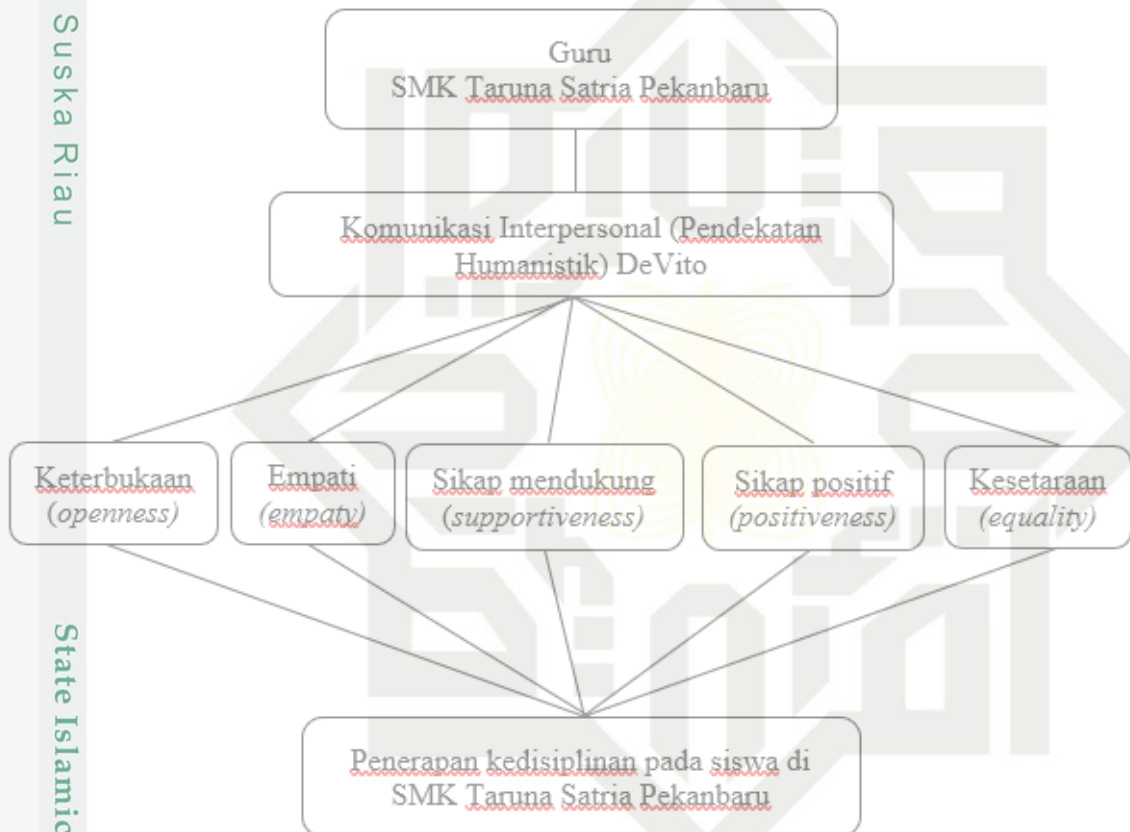 Suska Riau
State Islamic
Guru
SMK Taruna Satria Pekanbaru
Komunikasi Interpersonal (Pendekatan
Humanistik) DeVito
Keterbukaan
(openness)
Empati
(empaty)
Sikap mendukung
(supportiveness)
Sikap positif
(positiveness)
Kesetaraan
(equality)
Penerapan kedisiplinan pada siswa di
SMK Taruna Satria Pekanbaru